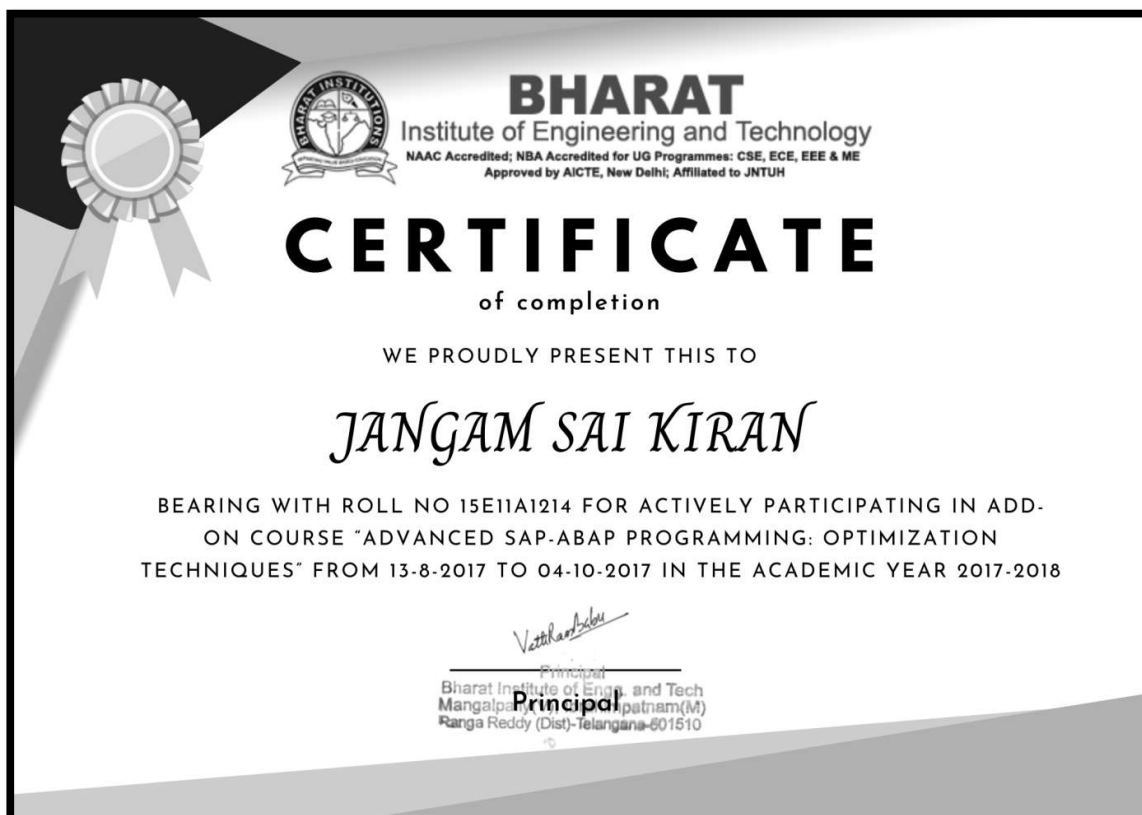 BHARAT INSTITUTIONS
BHARAT
Institute of Engineering and Technology
NAAC Accredited; NBA Accredited for UG Programmes: CSE, ECE, EEE & ME
Approved by AICTE, New Delhi; Affiliated to JNTUH
CERTIFICATE
of completion
WE PROUDLY PRESENT THIS TO
JANGAM SAI KIRAN
BEARING WITH ROLL NO 15E11A1214 FOR ACTIVELY PARTICIPATING IN ADD-
ON COURSE "ADVANCED SAP-ABAP PROGRAMMING: OPTIMIZATION
TECHNIQUES" FROM 13-8-2017 TO 04-10-2017 IN THE ACADEMIC YEAR 2017-2018
Principal
Bharat Institute of Engg. and Tech
Principal
Ranga Reddy (Dist)-Telangana-601510